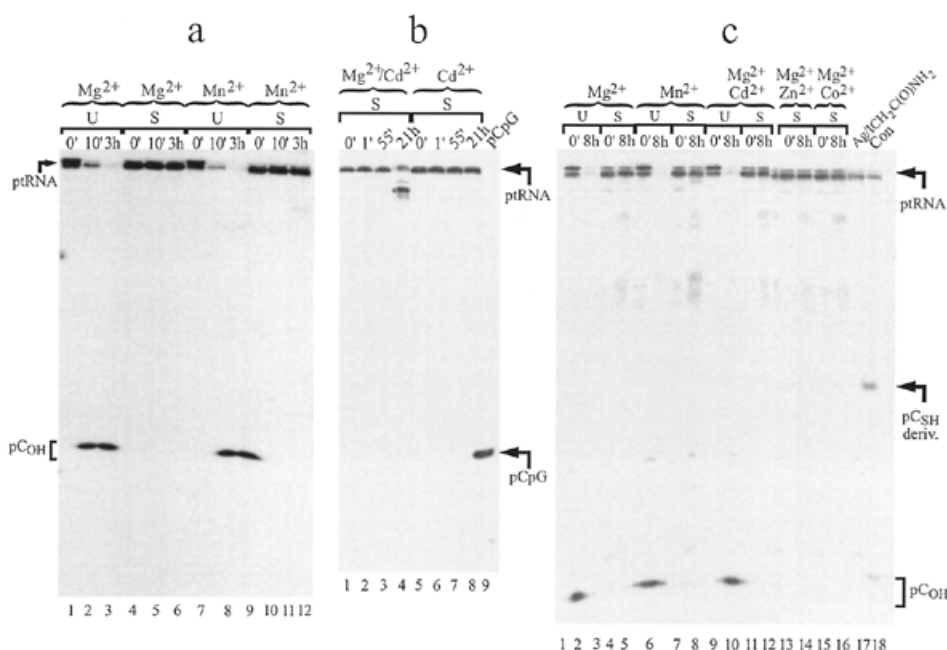 a
Mg2+ Mg2+ Mn2+ Mn2+
U S U S
0' 10' 3h 0' 10' 3h 0' 10' 3h 0' 10' 3h
ptRNA
pCOH
1 2 3 4 5 6 7 8 9 10 11 12
b
Mg2+/Cd2+ Cd2+
S S
0' 1' 55' 21h 0' 1' 55' 21h pCpG
ptRNA
pCpG
1 2 3 4 5 6 7 8 9
c
Mg2+ Mg2+ Mg2+
Mg2+ Mn2+ Cd2+ Zn2+ Co2+
U S U S U S S S
0' 8h 0' 8h 0' 8h 0' 8h 0' 8h 0' 8h 0' 8h 0' 8h Ag/ICH2C(O)NH2 Con
ptRNA
pCSH
deriv.
pCOH
1 2 3 4 5 6 7 8 9 10 11 12 13 14 15 16 17 18